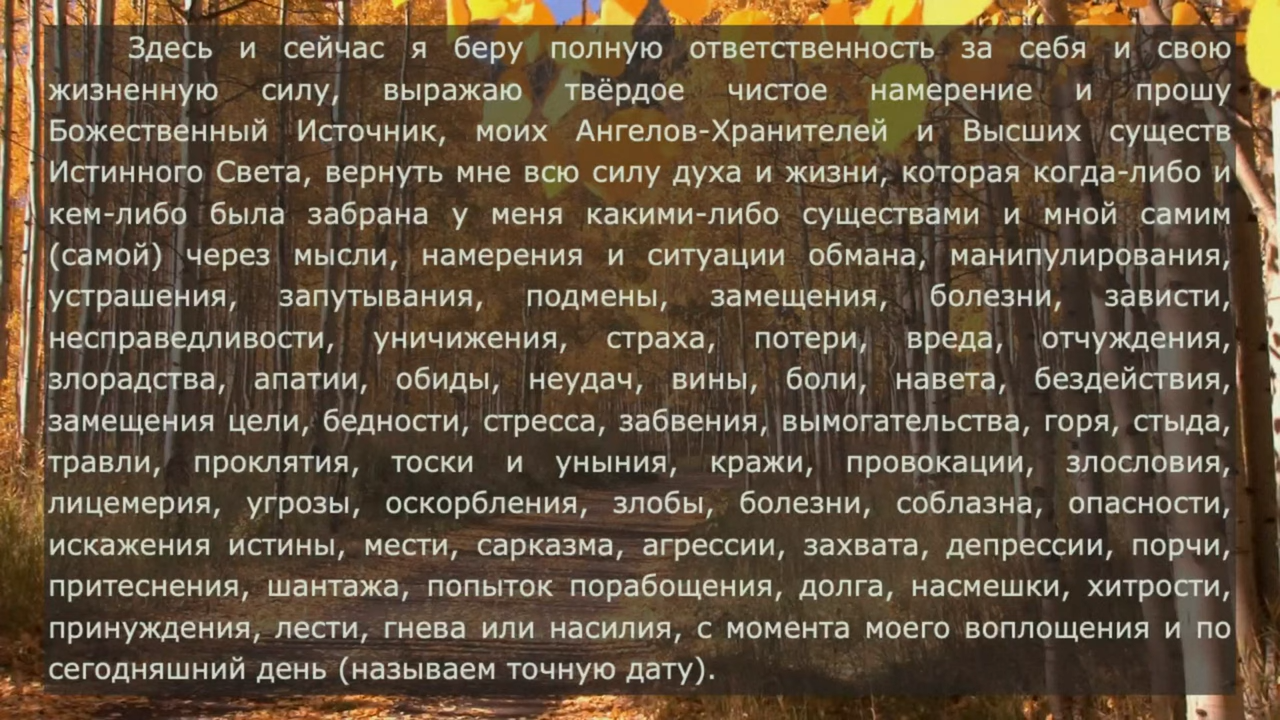 Здесь и сейчас я беру полную ответственность за себя и свою
жизненную силу, выражаю твёрдое чистое намерение и прошу
Божественный Источник, моих Ангелов-Хранителей и Высших существ
Истинного Света, вернуть мне всю силу духа и жизни, которая когда-либо и
кем-либо была забрана у меня какими-либо существами и мной самим
(самой) через мысли, намерения и ситуации обмана, манипулирования,
устрашения, запутывания, подмены, замещения, болезни, зависти,
несправедливости, уничижения, страха, потери, вреда, отчуждения,
злорадства, апатии, обиды, неудач, вины, боли, навета, бездействия,
замещения цели, бедности, стресса, забвения, вымогательства, горя, стыда,
травли, проклятия, тоски и уныния, кражи, провокации, злословия,
лицемерия, угрозы, оскорбления, злобы, болезни, соблазна, опасности,
искажения истины, мести, сарказма, агрессии, захвата, депрессии, порчи,
притеснения, шантажа, попыток порабощения, долга, насмешки, хитрости,
принуждения, лести, гнева или насилия, с момента моего воплощения и по
сегодняшний день (называем точную дату).